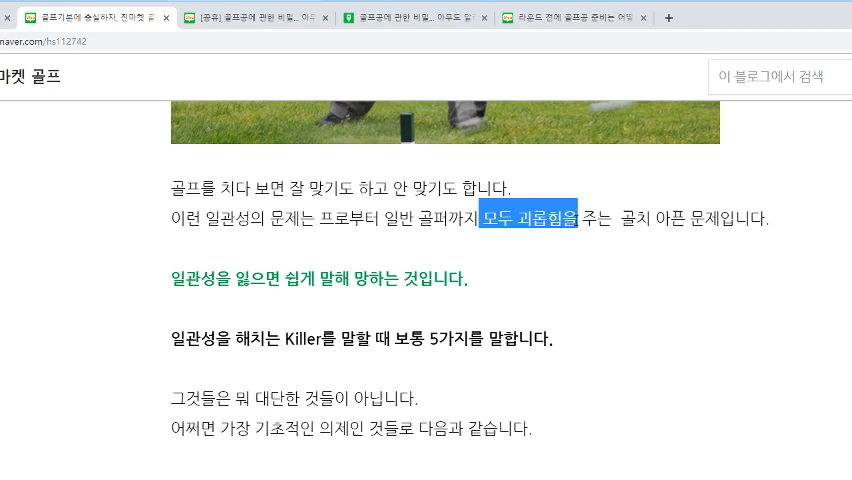 골프기본에 충실하자, 진마켓 골
[공유] 골프공에 관한 비밀... 아무
골프공에 관한 비밀... 아무도 알
라운드 전에 골프공 준비는 어떻
naver.com/hs112742
마켓 골프
이 블로그에서 검색
골프를 치다 보면 잘 맞기도 하고 안 맞기도 합니다.
이런 일관성의 문제는 프로부터 일반 골퍼까지 모두 괴롭힘을 주는 골치 아픈 문제입니다.
일관성을 잃으면 쉽게 말해 망하는 것입니다.
일관성을 해치는 Killer를 말할 때 보통 5가지를 말합니다.
그것들은 뭐 대단한 것들이 아닙니다.
어쩌면 가장 기초적인 의제인 것들로 다음과 같습니다.